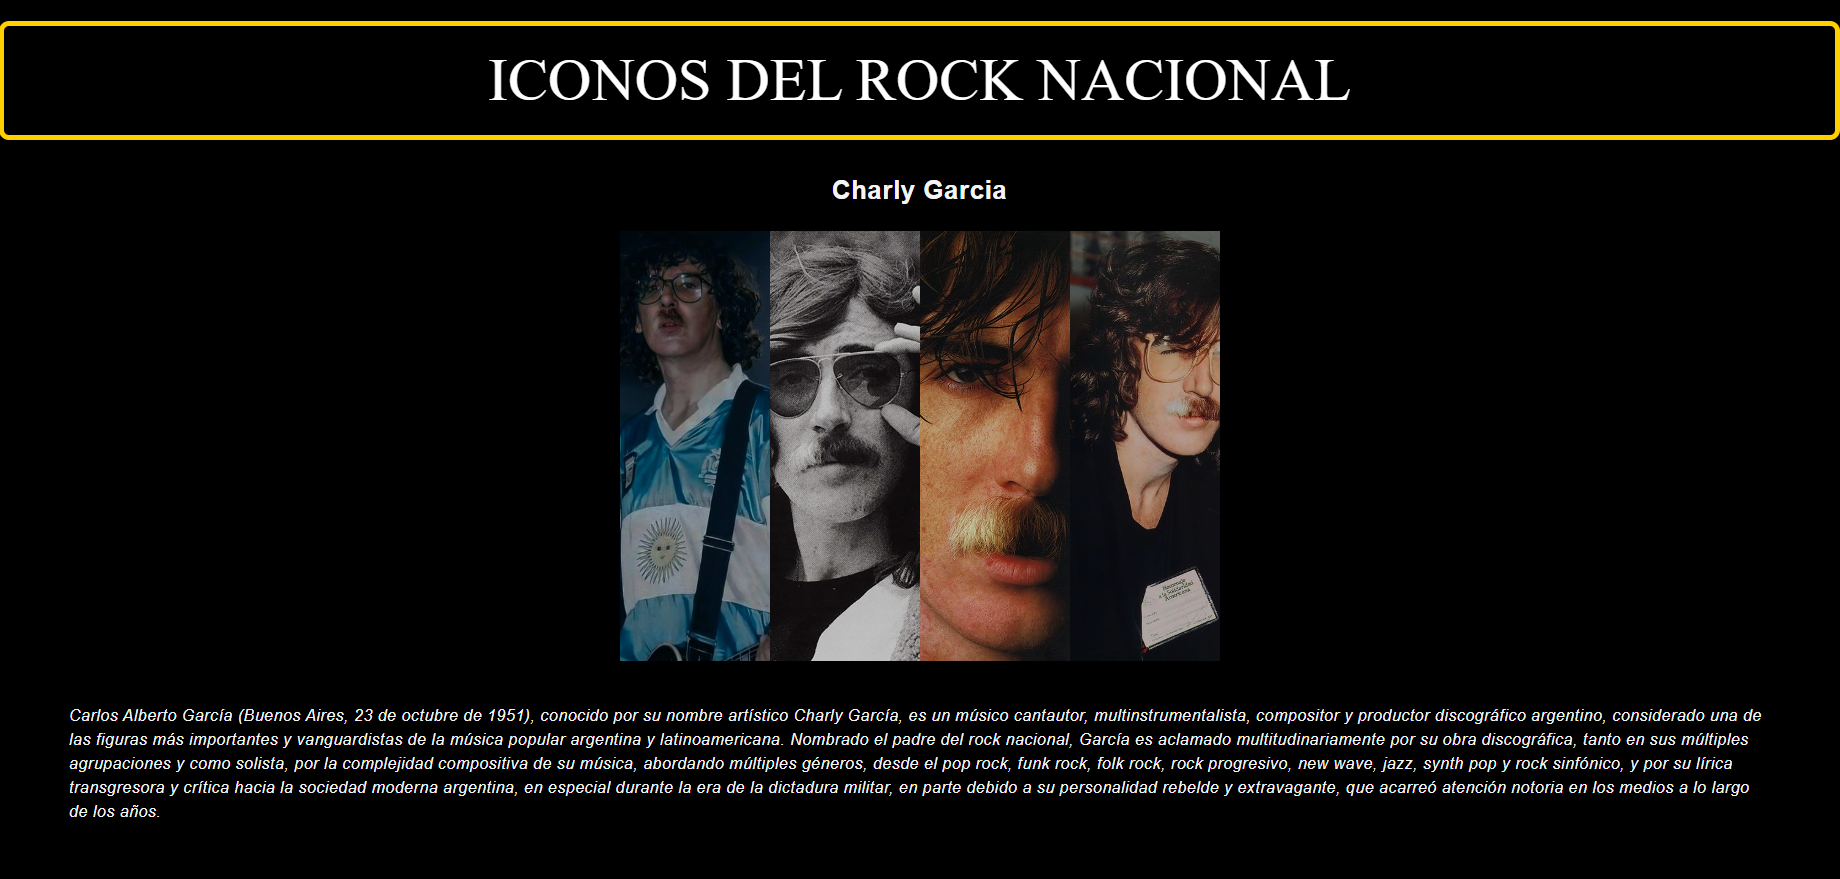 ICONOS DEL ROCK NACIONAL
Charly Garcia
Homenaje
a la Solidaridad
Americana
Carlos Alberto García (Buenos Aires, 23 de octubre de 1951), conocido por su nombre artístico Charly García, es un músico cantautor, multinstrumentalista, compositor y productor discográfico argentino, considerado una de
las figuras más importantes y vanguardistas de la música popular argentina y latinoamericana. Nombrado el padre del rock nacional, García es aclamado multitudinariamente por su obra discográfica, tanto en sus múltiples
agrupaciones y como solista, por la complejidad compositiva de su música, abordando múltiples géneros, desde el pop rock, funk rock, folk rock, rock progresivo, new wave, jazz, synth pop y rock sinfónico, y por su lírica
transgresora y crítica hacia la sociedad moderna argentina, en especial durante la era de la dictadura militar, en parte debido a su personalidad rebelde y extravagante, que acarreó atención notoria en los medios a lo largo
de los años.